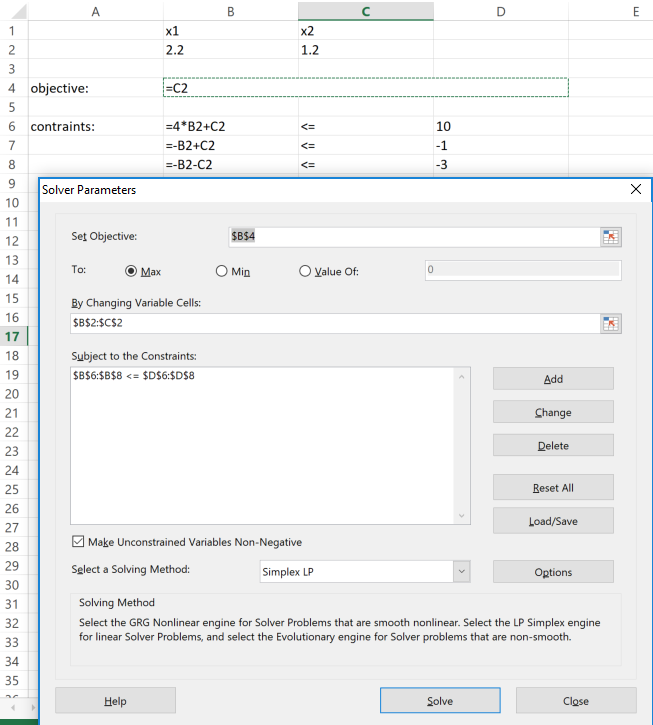 A B C D E
1 x1 x2
2 2.2 1.2
3
4 objective: =C2
5
6 contraints: =4*B2+C2 <= 10
7 =-B2+C2 <= -1
8 =-B2-C2 <= -3
9 Solver Parameters
10
11
12 Set Objective: $B$4
13
14 To: Max Min Value Of: 0
15
16 By Changing Variable Cells:
17 $B$2:$C$2
18 Subject to the Constraints:
19 $B$6:$B$8 <= $D$6:$D$8 Add
20
21 Change
22
23 Delete
24
25 Reset All
26
27 Load/Save
28 Make Unconstrained Variables Non-Negative
29 Select a Solving Method: Simplex LP Options
30
31 Solving Method
32 Select the GRG Nonlinear engine for Solver Problems that are smooth nonlinear. Select the LP Simplex engine
33 for linear Solver Problems, and select the Evolutionary engine for Solver problems that are non-smooth.
34
35
Help Solve Close